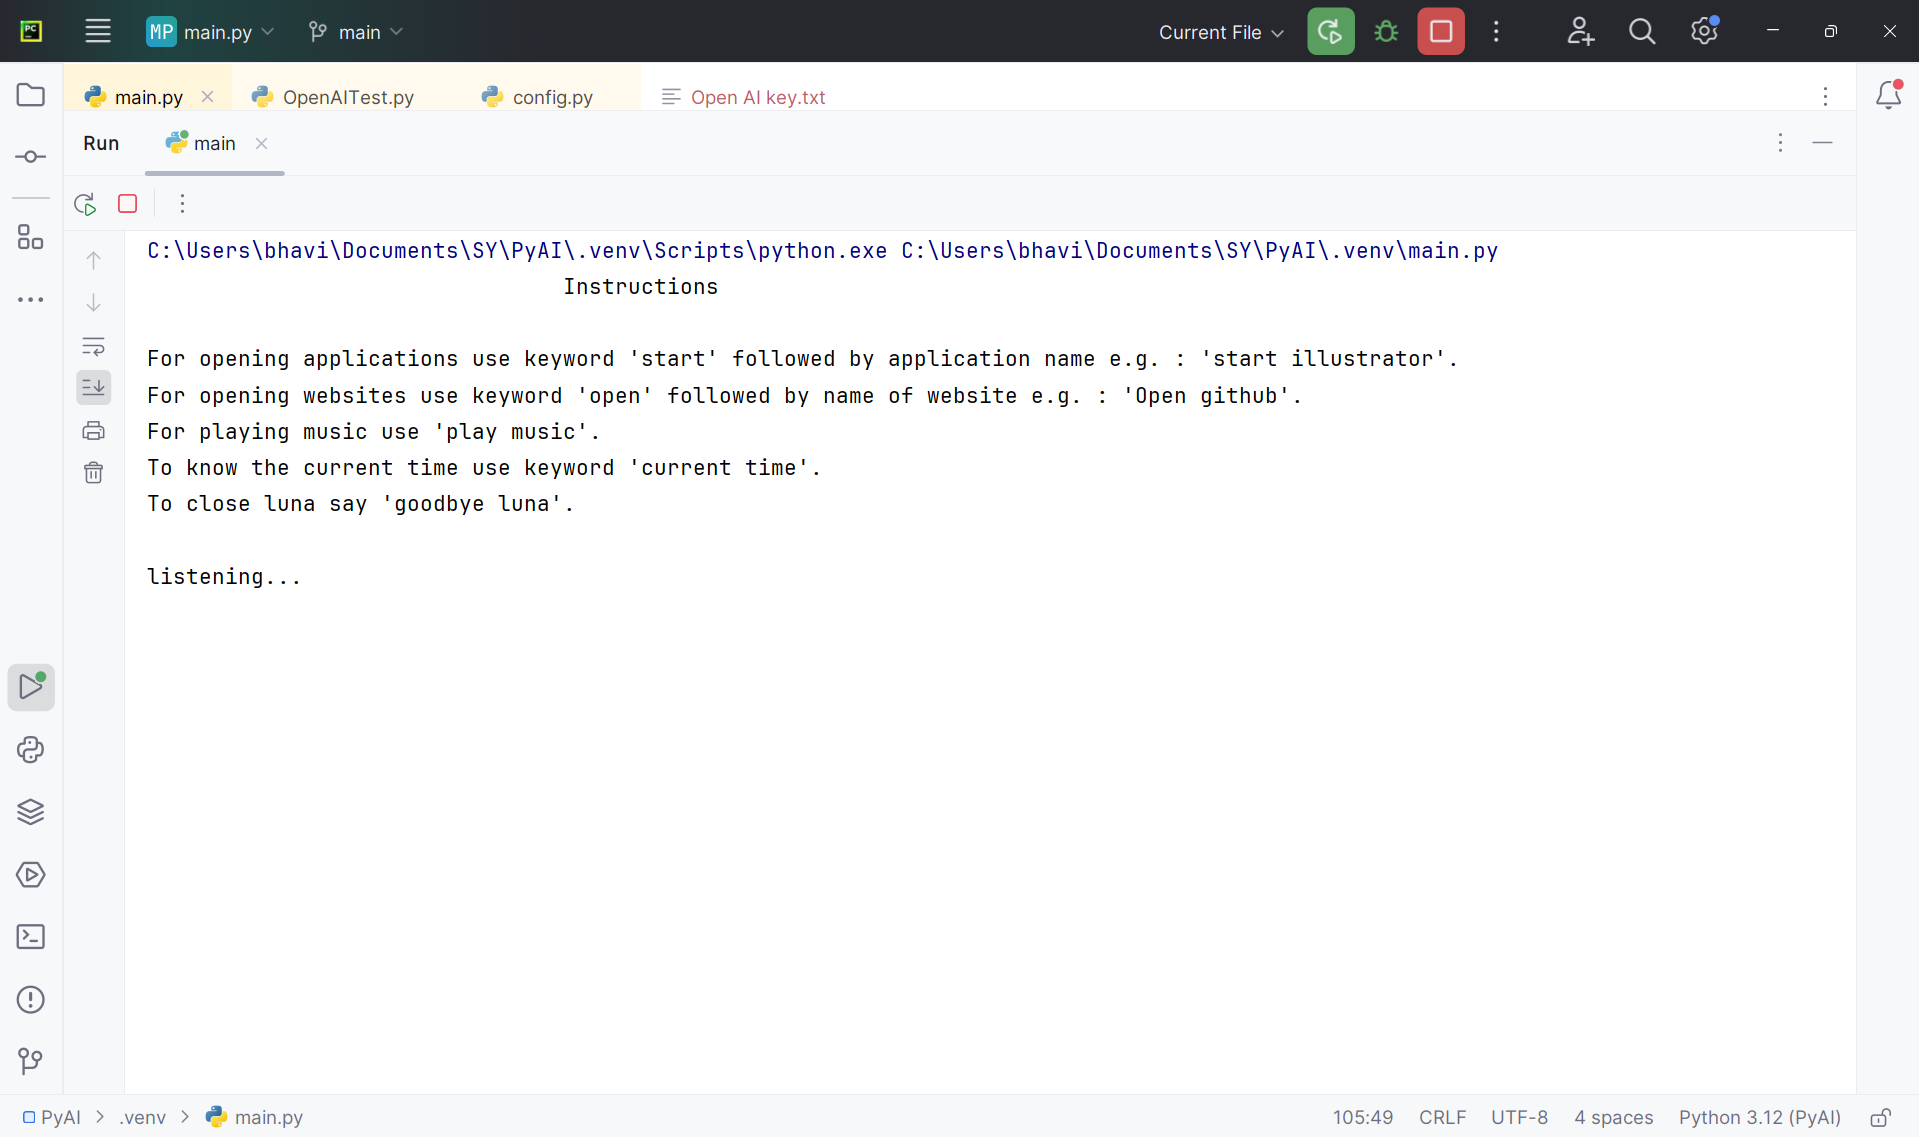 PC MP main.py main Current File
main.py OpenAITest.py config.py Open AI key.txt
Run main
C:\Users\bhavi\Documents\SY\PyAI\.venv\Scripts\python.exe C:\Users\bhavi\Documents\SY\PyAI\.venv\main.py
Instructions
For opening applications use keyword 'start' followed by application name e.g. : 'start illustrator'.
For opening websites use keyword 'open' followed by name of website e.g. : 'Open github'.
For playing music use 'play music'.
To know the current time use keyword 'current time'.
To close luna say 'goodbye luna'.
listening...
PyAI > .venv > main.py 105:49 CRLF UTF-8 4 spaces Python 3.12 (PyAI)